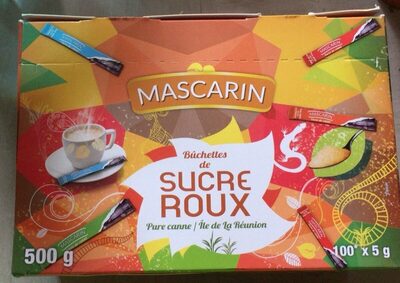 MASCARIN
Bûchettes
de
SUCRE
ROUX
Pure canne / Île de La Réunion
500 g
100 x 5 g